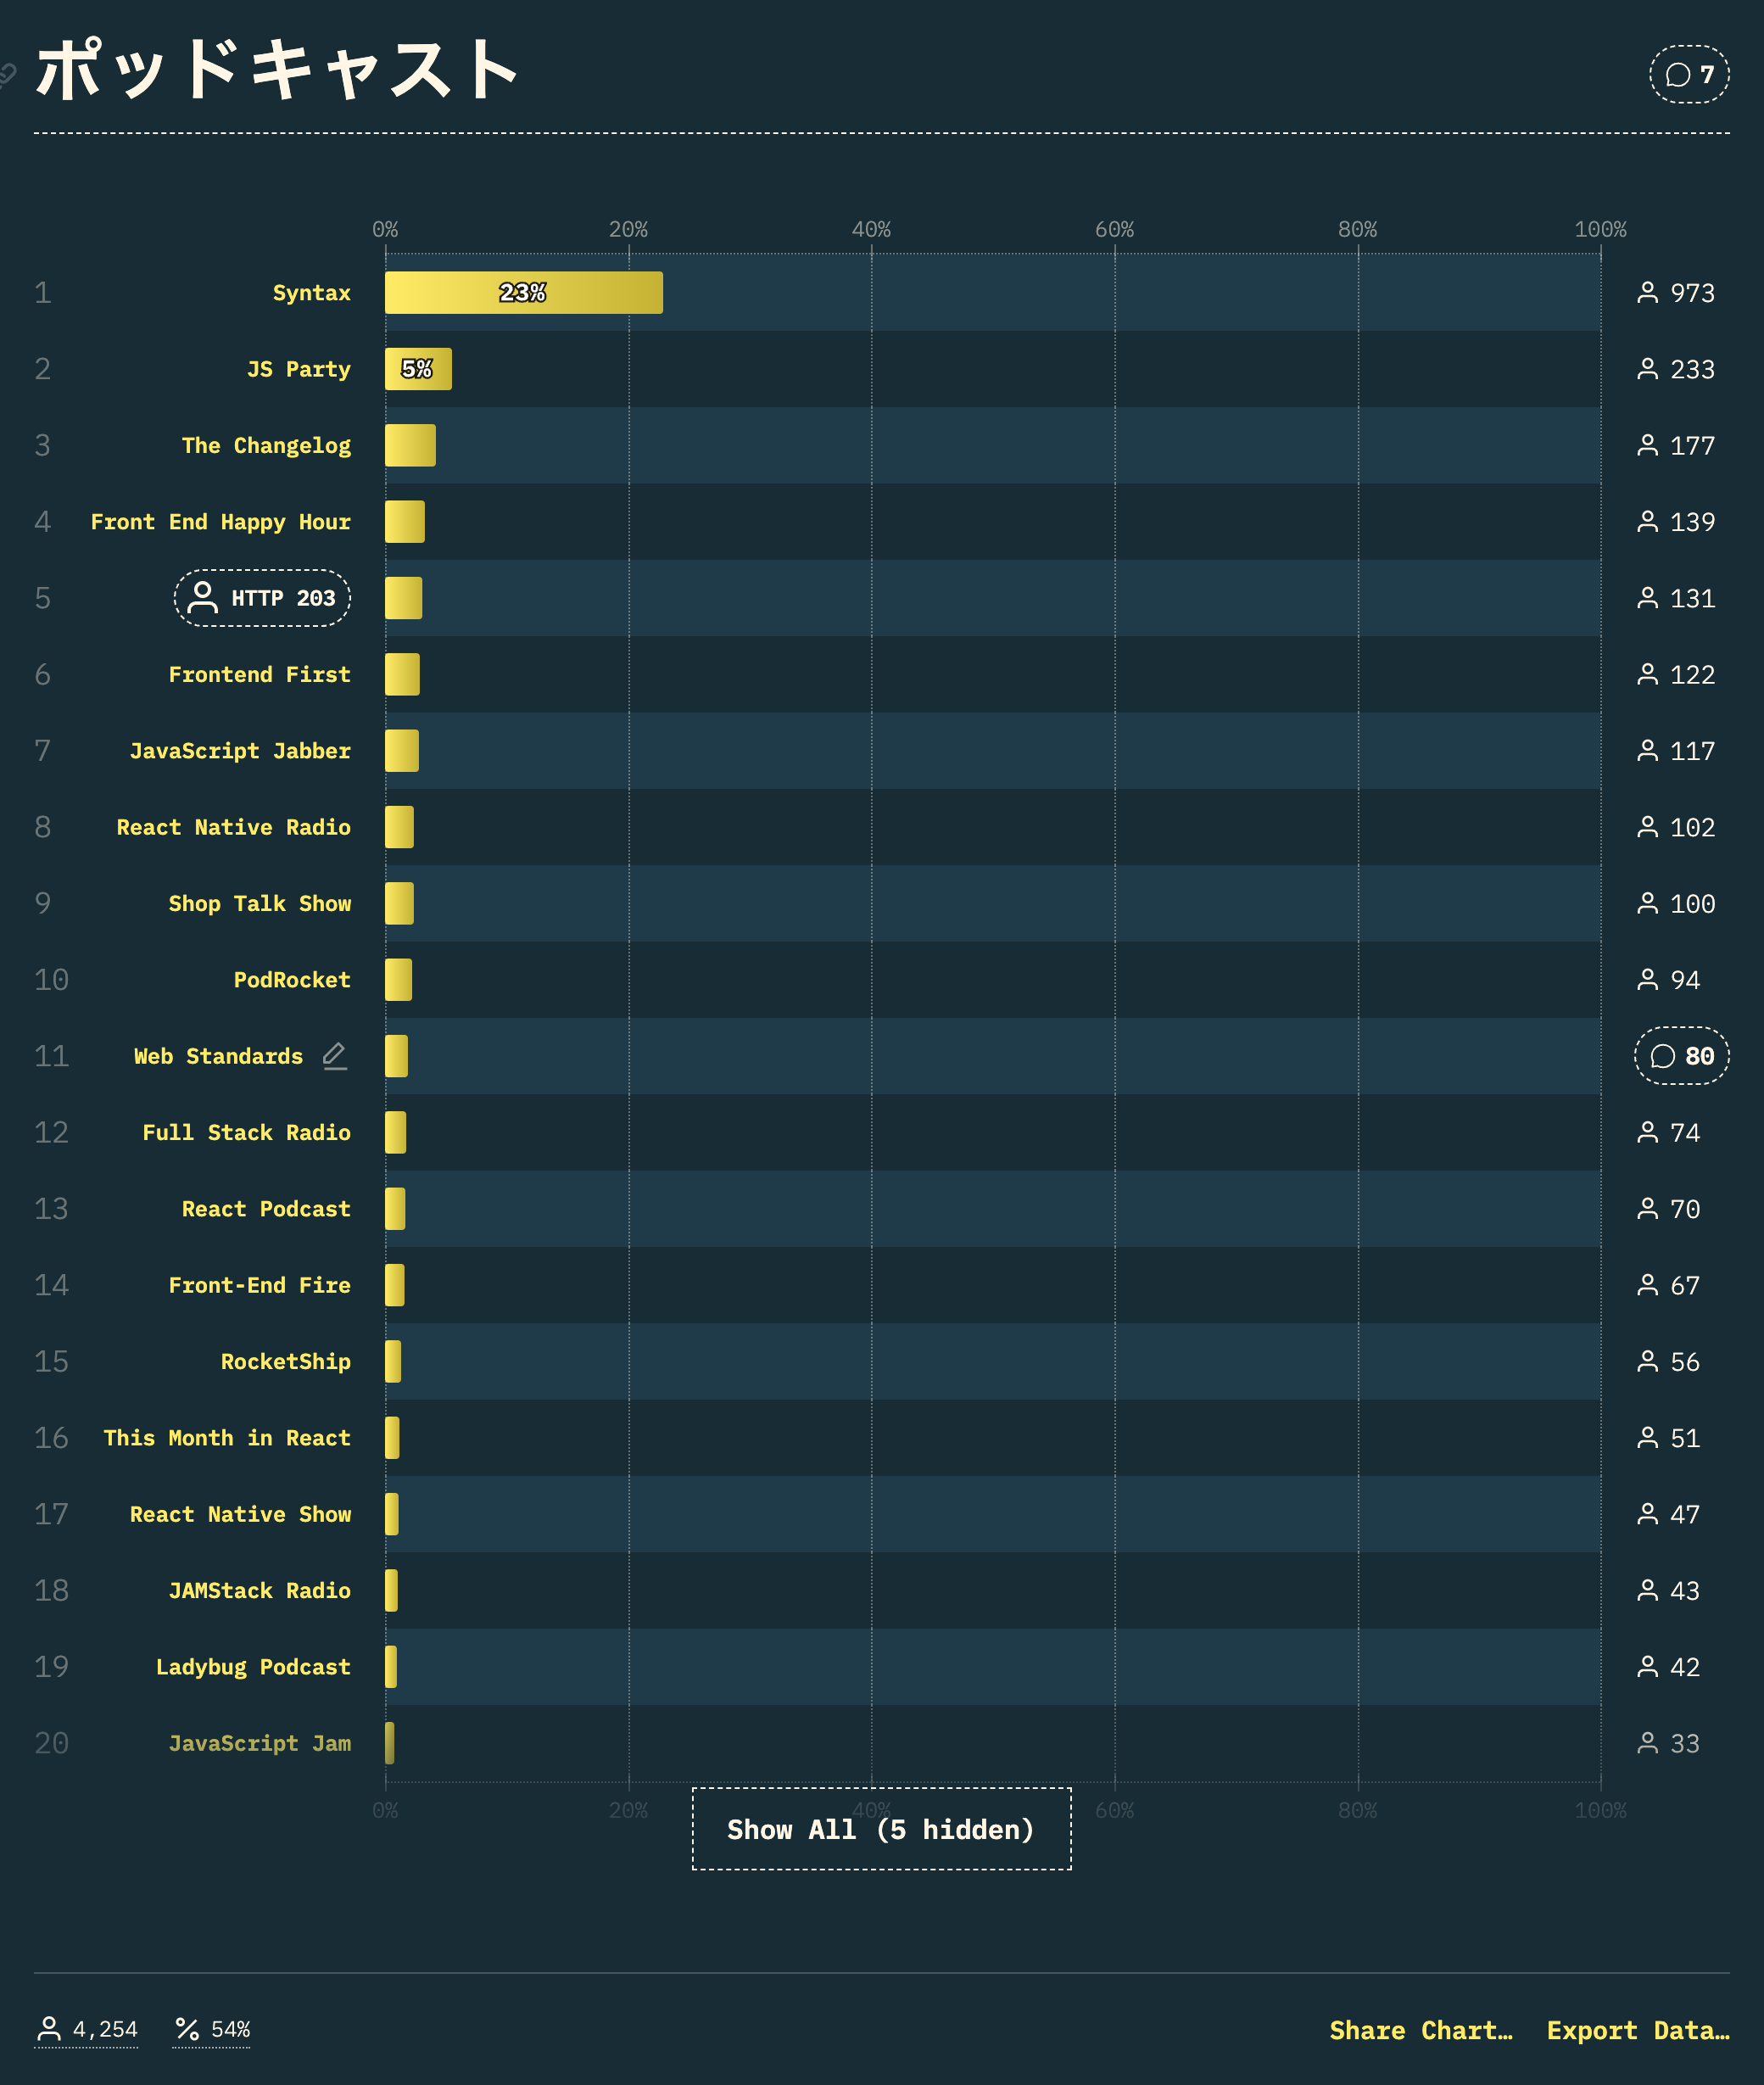 ポッドキャスト 7
0% 20% 40% 60% 80% 100%
1 Syntax 23% 973
2 JS Party 5% 233
3 The Changelog 177
4 Front End Happy Hour 139
5 HTTP 203 131
6 Frontend First 122
7 JavaScript Jabber 117
8 React Native Radio 102
9 Shop Talk Show 100
10 PodRocket 94
11 Web Standards 80
12 Full Stack Radio 74
13 React Podcast 70
14 Front-End Fire 67
15 RocketShip 56
16 This Month in React 51
17 React Native Show 47
18 JAMStack Radio 43
19 Ladybug Podcast 42
20 JavaScript Jam 33
0% 20% 40% 60% 80% 100%
Show All (5 hidden)
4,254 54% Share Chart… Export Data…